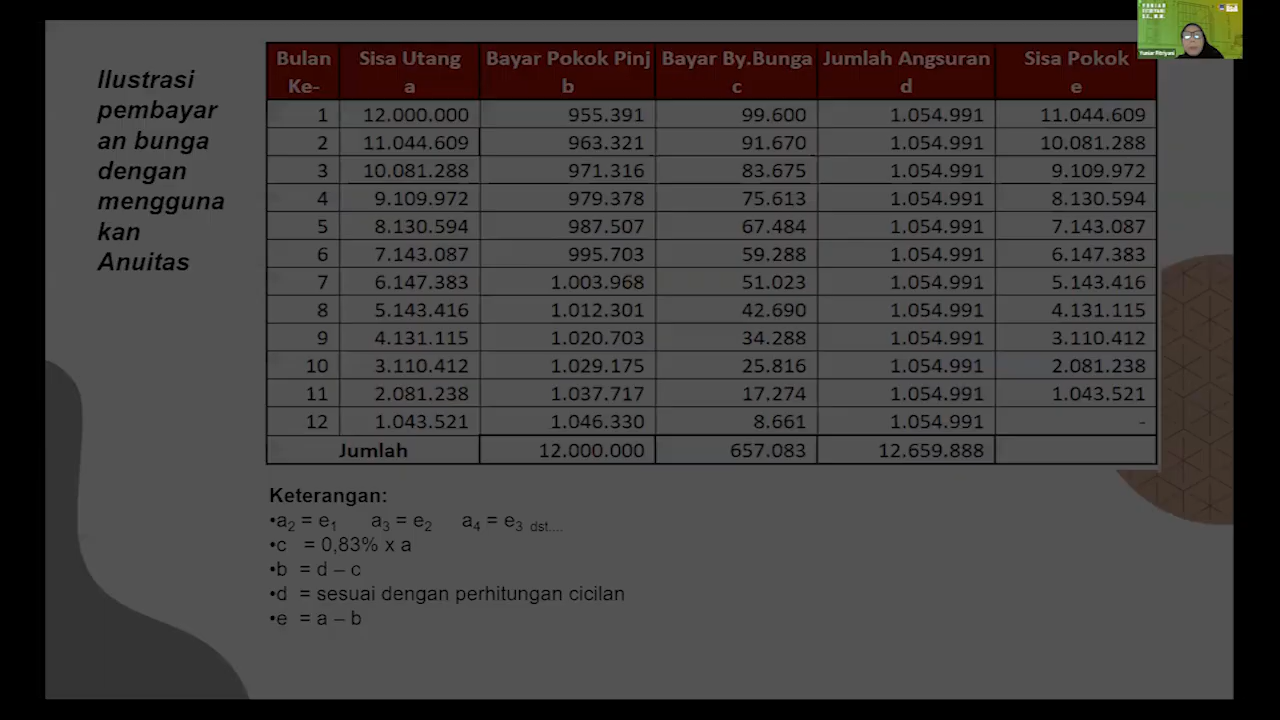 Ilustrasi
pembayar
an bunga
dengan
mengguna
kan
Anuitas
Bulan Ke- Sisa Utang a Bayar Pokok Pinj b Bayar By.Bunga c Jumlah Angsuran d Sisa Pokok e
1 12.000.000 955.391 99.600 1.054.991 11.044.609
2 11.044.609 963.321 91.670 1.054.991 10.081.288
3 10.081.288 971.316 83.675 1.054.991 9.109.972
4 9.109.972 979.378 75.613 1.054.991 8.130.594
5 8.130.594 987.507 67.484 1.054.991 7.143.087
6 7.143.087 995.703 59.288 1.054.991 6.147.383
7 6.147.383 1.003.968 51.023 1.054.991 5.143.416
8 5.143.416 1.012.301 42.690 1.054.991 4.131.115
9 4.131.115 1.020.703 34.288 1.054.991 3.110.412
10 3.110.412 1.029.175 25.816 1.054.991 2.081.238
11 2.081.238 1.037.717 17.274 1.054.991 1.043.521
12 1.043.521 1.046.330 8.661 1.054.991 -
Jumlah 12.000.000 657.083 12.659.888
Keterangan:
•a2 = e1 a3 = e2 a4 = e3 dst....
•c = 0,83% x a
•b = d – c
•d = sesuai dengan perhitungan cicilan
•e = a – b
Yuniar Fitriyani